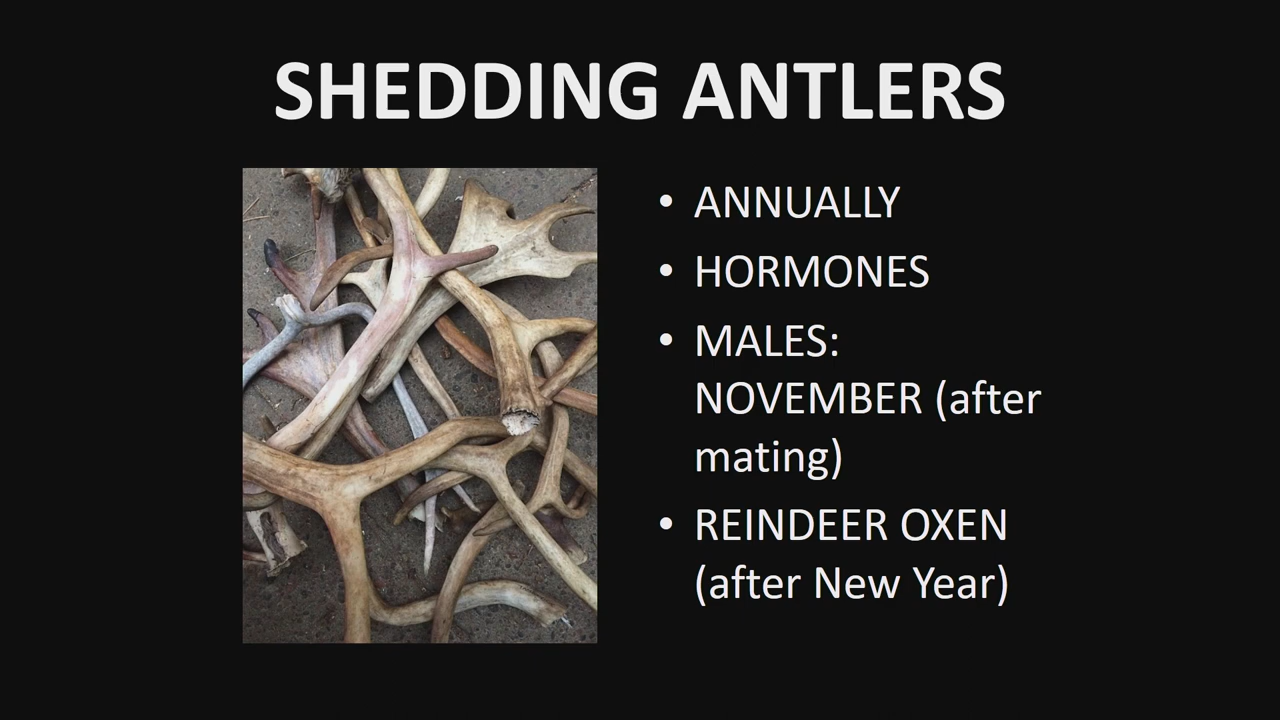 SHEDDING ANTLERS
• ANNUALLY
• HORMONES
• MALES:
NOVEMBER (after
mating)
• REINDEER OXEN
(after New Year)